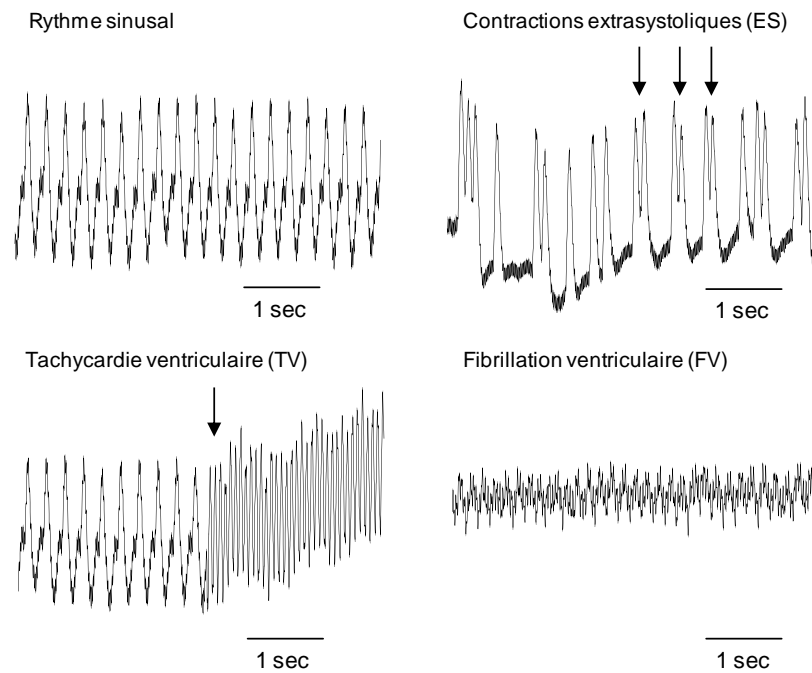 Rythme sinusal
Contractions extrasystoliques (ES)
1 sec
1 sec
Tachycardie ventriculaire (TV)
Fibrillation ventriculaire (FV)
1 sec
1 sec